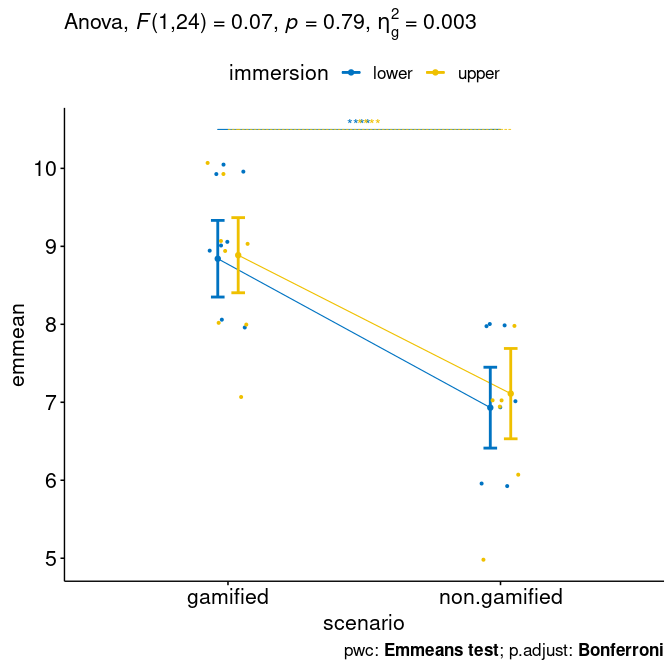 Anova, F(1,24) = 0.07, p = 0.79, η²g = 0.003
immersion lower upper
10
9
8
7
6
5
emmean
gamified non.gamified
scenario
pwc: Emmeans test; p.adjust: Bonferroni